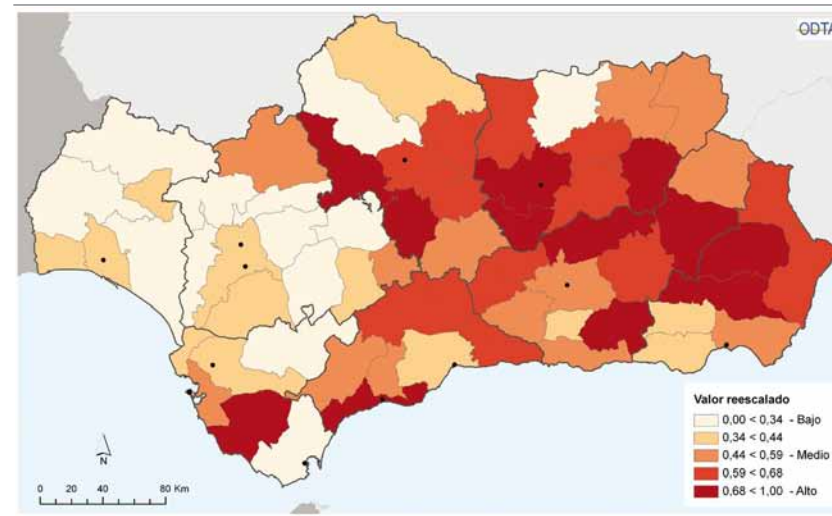 ODTA
Valor reescalado
0,00 < 0,34 - Bajo
0,34 < 0,44
0,44 < 0,59 - Medio
0,59 < 0,68
0,68 < 1,00 - Alto
N
0 20 40 80 Km